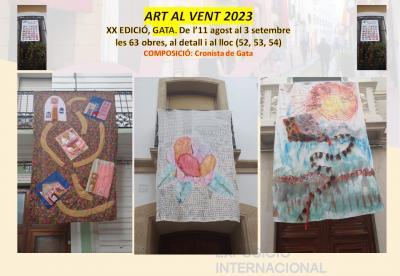 ART AL VENT 2023
XX EDICIÓ, GATA. De l'11 agost al 3 setembre
les 63 obres, al detall i al lloc (52, 53, 54)
COMPOSICIÓ: Cronista de Gata
EXPOSICIÓ
INTERNACIONAL